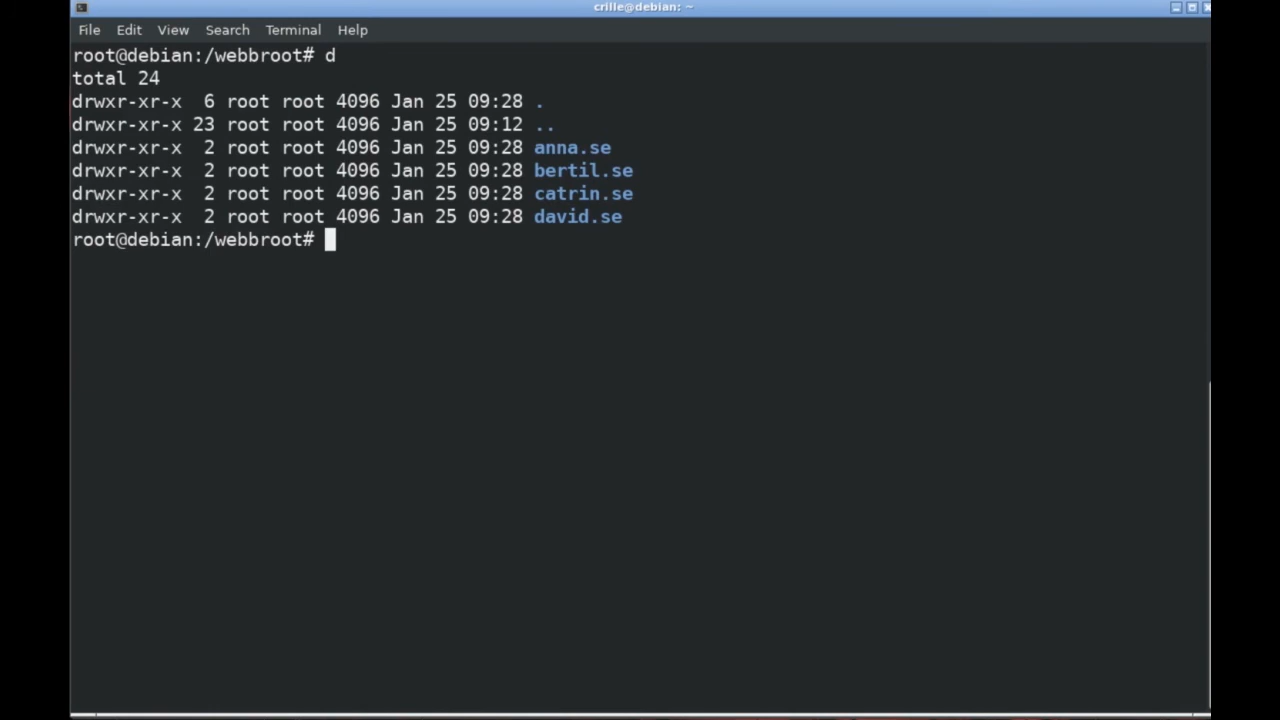 crille@debian: ~
File Edit View Search Terminal Help
root@debian:/webbroot# d
total 24
drwxr-xr-x  6 root root 4096 Jan 25 09:28 .
drwxr-xr-x 23 root root 4096 Jan 25 09:12 ..
drwxr-xr-x  2 root root 4096 Jan 25 09:28 anna.se
drwxr-xr-x  2 root root 4096 Jan 25 09:28 bertil.se
drwxr-xr-x  2 root root 4096 Jan 25 09:28 catrin.se
drwxr-xr-x  2 root root 4096 Jan 25 09:28 david.se
root@debian:/webbroot#